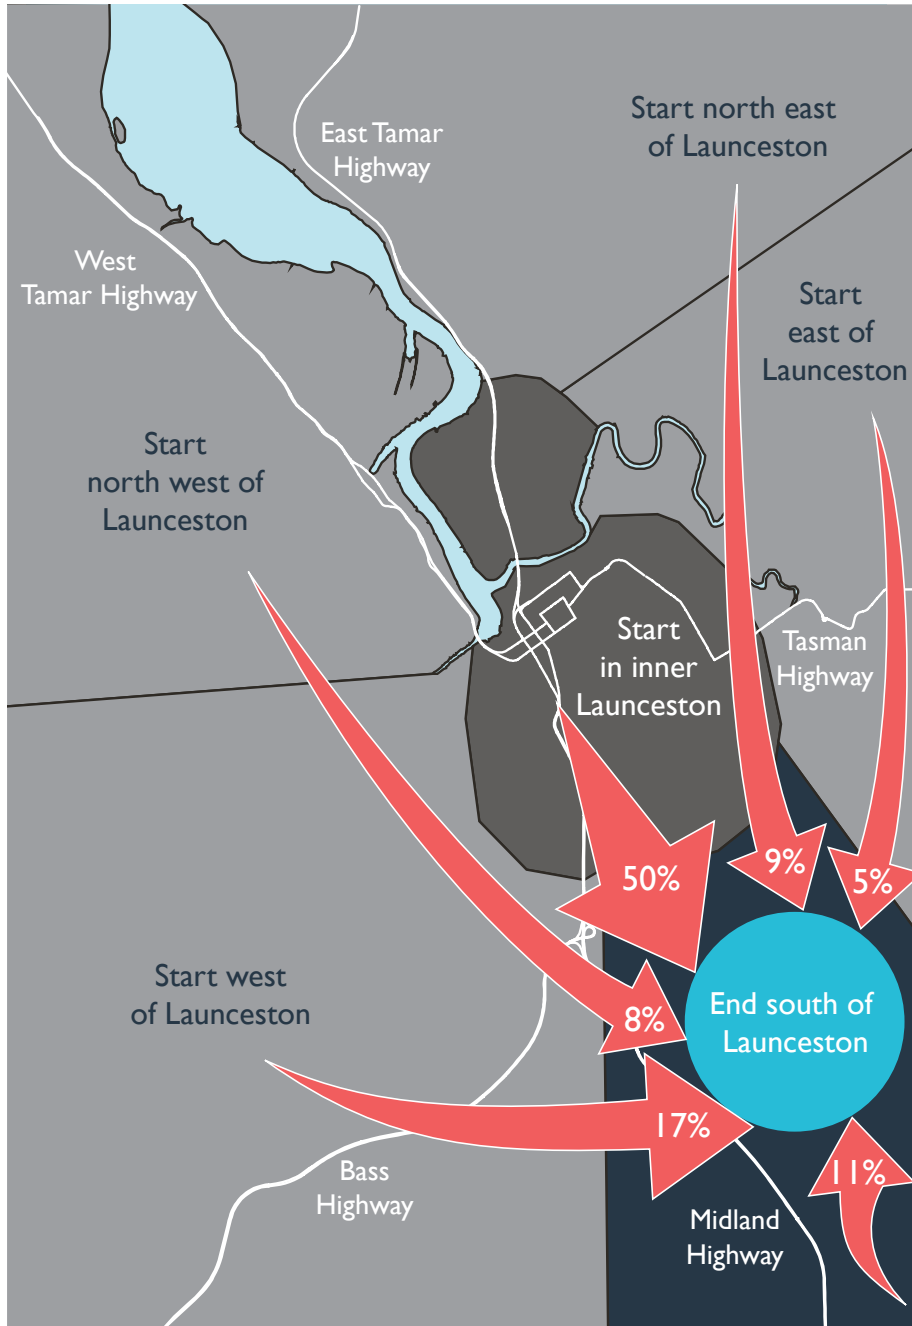 Start north east
of Launceston
East Tamar
Highway
West
Tamar Highway
Start
east of
Launceston
Start
north west of
Launceston
Start
in inner
Launceston
Tasman
Highway
50%
9%
5%
Start west
of Launceston
8%
End south of
Launceston
17%
11%
Bass
Highway
Midland
Highway